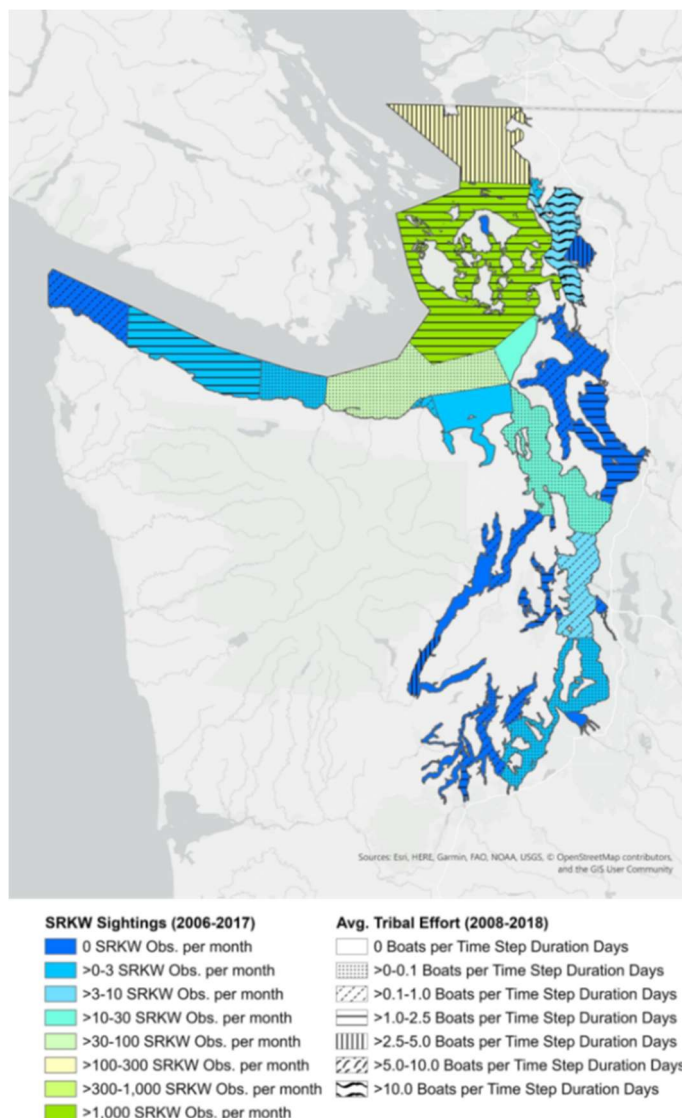 Sources: Esri, HERE, Garmin, FAO, NOAA, USGS, © OpenStreetMap contributors,
and the GIS User Community
SRKW Sightings (2006-2017)
0 SRKW Obs. per month
>0-3 SRKW Obs. per month
>3-10 SRKW Obs. per month
>10-30 SRKW Obs. per month
>30-100 SRKW Obs. per month
>100-300 SRKW Obs. per month
>300-1,000 SRKW Obs. per month
>1,000 SRKW Obs. per month
Avg. Tribal Effort (2008-2018)
0 Boats per Time Step Duration Days
>0-0.1 Boats per Time Step Duration Days
>0.1-1.0 Boats per Time Step Duration Days
>1.0-2.5 Boats per Time Step Duration Days
>2.5-5.0 Boats per Time Step Duration Days
>5.0-10.0 Boats per Time Step Duration Days
>10.0 Boats per Time Step Duration Days